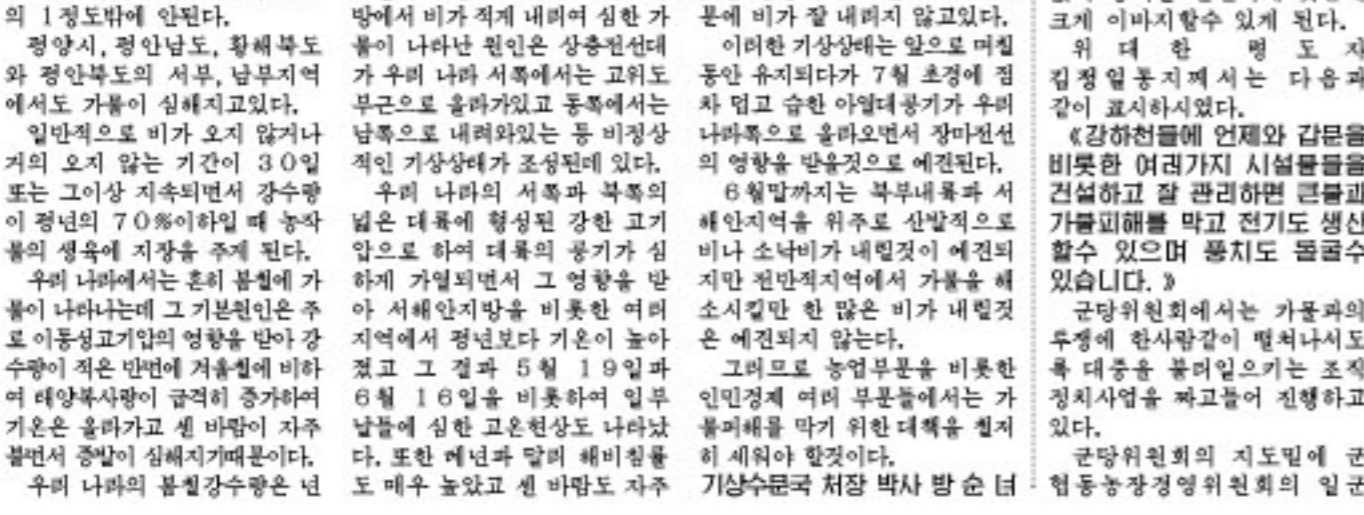 의 1정도밖에 안된다.
평양시, 평안남도, 황해북도
와 평안북도의 서부, 남부지역
에서도 가물이 심해지고있다.
일반적으로 비가 오지 않거나
거의 오지 않는 기간이 30일
또는 그이상 지속되면서 강수량
이 평년의 70%이하일 때 농작
물의 생육에 지장을 주게 된다.
우리 나라에서는 흔히 봄철에 가
물이 나타나는데 그 기본원인은 주
로 이동성고기압의 영향을 받아 강
수량이 적은 반면에 겨울철에 비하
여 태양복사량이 급격히 증가하여
기온은 올라가고 센 바람이 자주
불면서 증발이 심해지기때문이다.
우리 나라의 봄철강수량은 년
방에서 비가 적게 내리여 심한 가
물이 나타난 원인은 상층전선대
가 우리 나라 서쪽에서는 고위도
부근으로 올라가있고 동쪽에서는
남쪽으로 내려와있는 등 비정상
적인 기상상태가 조성된데 있다.
우리 나라의 서쪽과 북쪽의
넓은 대륙에 형성된 강한 고기
압으로 하여 대륙의 공기가 심
하게 가열되면서 그 영향을 받
아 서해안지방을 비롯한 여러
지역에서 평년보다 기온이 높아
졌고 그 결과 5월 19일과
6월 16일을 비롯하여 일부
날들에 심한 고온현상도 나타났
다. 또한 례년과 달리 해비침률
도 매우 높았고 센 바람도 자주
문에 비가 잘 내리지 않고있다.
이러한 기상상태는 앞으로 며칠
동안 유지되다가 7월 초경에 점
차 덥고 습한 아열대공기가 우리
나라쪽으로 올라오면서 장마전선
의 영향을 받을것으로 예견된다.
6월말까지는 북부내륙과 서
해안지역을 위주로 산발적으로
비나 소낙비가 내릴것이 예견되
지만 전반적지역에서 가물을 해
소시킬만 한 많은 비가 내릴것
은 예견되지 않는다.
그러므로 농업부문을 비롯한
인민경제 여러 부문들에서는 가
물피해를 막기 위한 대책을 철저
히 세워야 할것이다.
기상수문국 처장 박사 방 순 녀
크게 이바지할수 있게 된다.
위 대 한 령 도 자
김정일동지께서는 다음과
같이 표시하시였다.
《강하천들에 언제와 갑문을
비롯한 여러가지 시설물들을
건설하고 잘 관리하면 큰물과
가물피해를 막고 전기도 생산
할수 있으며 풍치도 돋굴수
있습니다.》
군당위원회에서는 가물과의
투쟁에 한사람같이 떨쳐나서도
록 대중을 불러일으키는 조직
정치사업을 짜고들어 진행하고
있다.
군당위원회의 지도밑에 군
협동농장경영위원회의 일군